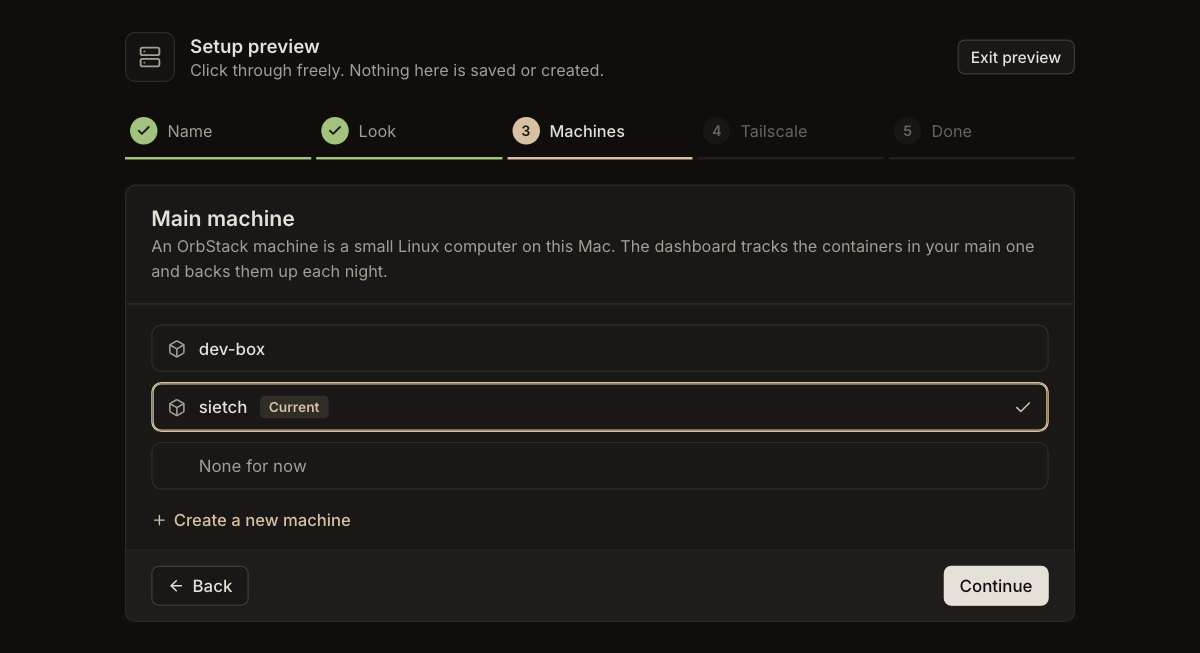 Setup preview
Click through freely. Nothing here is saved or created.
Exit preview
Name
Look
3 Machines
4 Tailscale
5 Done
Main machine
An OrbStack machine is a small Linux computer on this Mac. The dashboard tracks the containers in your main one
and backs them up each night.
dev-box
sietch Current
None for now
+ Create a new machine
← Back
Continue